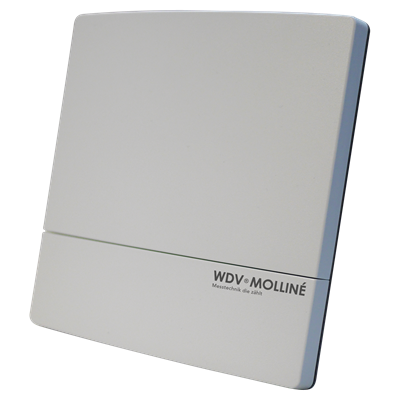 WDV® MOLLINÉ
Messtechnik die zählt